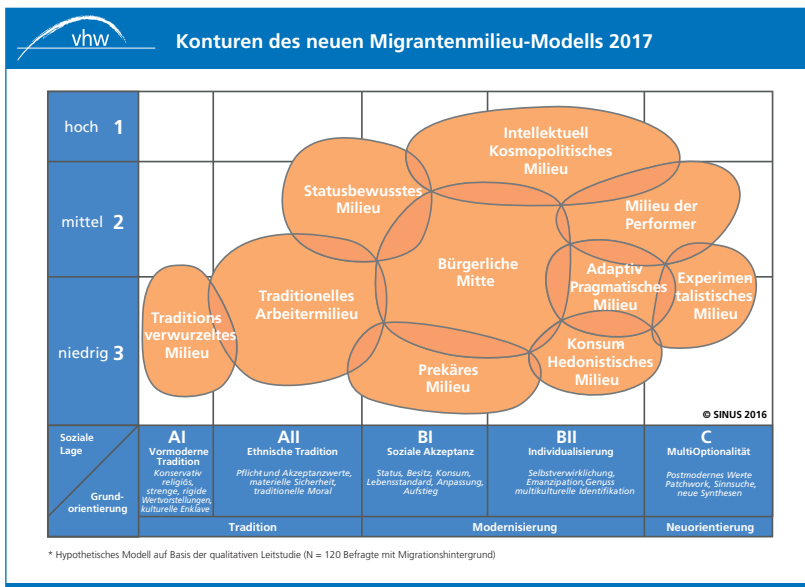 vhw
Konturen des neuen Migrantenmilieu-Modells 2017
hoch 1
mittel 2
niedrig 3
Intellektuell
Kosmopolitisches
Milieu
Statusbewusstes
Milieu
Milieu der
Performer
Bürgerliche
Mitte
Adaptiv
Pragmatisches
Milieu
Experimen
talistisches
Milieu
Traditionelles
Arbeitermilieu
Traditions
verwurzeltes
Milieu
Prekäres
Milieu
Konsum
Hedonistisches
Milieu
© SINUS 2016
Soziale
Lage
Grund-
orientierung
AI
Vormoderne
Tradition
Konservativ
religiös,
strenge, rigide
Wertvorstellungen,
kulturelle Enklave
AII
Ethnische Tradition
Pflicht und Akzeptanzwerte,
materielle Sicherheit,
traditionelle Moral
BI
Soziale Akzeptanz
Status, Besitz, Konsum,
Lebensstandard, Anpassung,
Aufstieg
BII
Individualisierung
Selbstverwirklichung,
Emanzipation,Genuss
multikulturelle Identifikation
C
MultiOptionalität
Postmodernes Werte
Patchwork, Sinnsuche,
neue Synthesen
Tradition
Modernisierung
Neuorientierung
* Hypothetisches Modell auf Basis der qualitativen Leitstudie (N = 120 Befragte mit Migrationshintergrund)